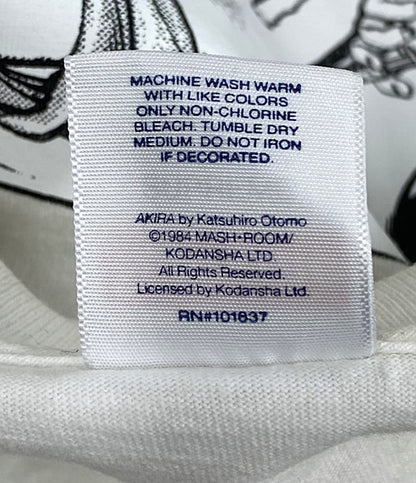 MACHINE WASH WARM
WITH LIKE COLORS
ONLY NON-CHLORINE
BLEACH. TUMBLE DRY
MEDIUM. DO NOT IRON
IF DECORATED.
AKIRA by Katsuhiro Otomo
©1984 MASH•ROOM/
KODANSHA LTD
All Rights Reserved.
Licensed by Kodansha Ltd.
RN#101837